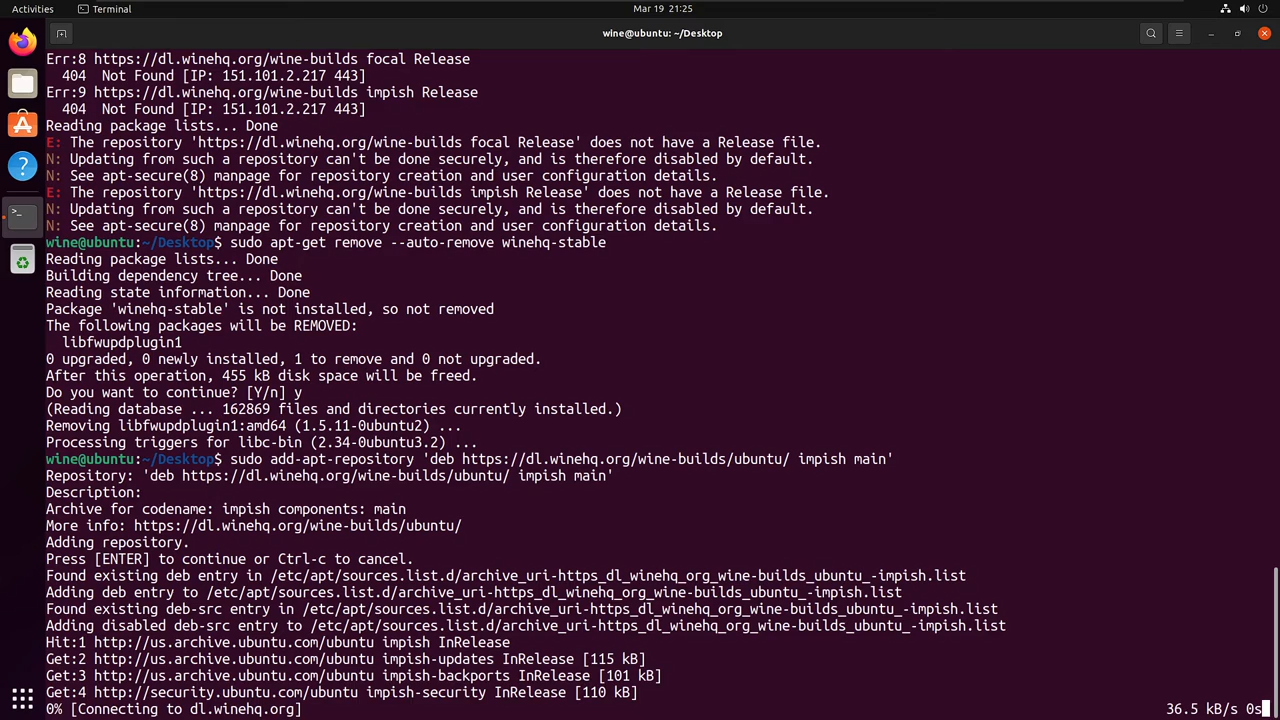 Activities
Terminal
Mar 19 21:25
wine@ubuntu: ~/Desktop
Err:8 https://dl.winehq.org/wine-builds focal Release
404 Not Found [IP: 151.101.2.217 443]
Err:9 https://dl.winehq.org/wine-builds impish Release
404 Not Found [IP: 151.101.2.217 443]
Reading package lists... Done
E: The repository 'https://dl.winehq.org/wine-builds focal Release' does not have a Release file.
N: Updating from such a repository can't be done securely, and is therefore disabled by default.
N: See apt-secure(8) manpage for repository creation and user configuration details.
E: The repository 'https://dl.winehq.org/wine-builds impish Release' does not have a Release file.
N: Updating from such a repository can't be done securely, and is therefore disabled by default.
N: See apt-secure(8) manpage for repository creation and user configuration details.
wine@ubuntu:~/Desktop$ sudo apt-get remove --auto-remove winehq-stable
Reading package lists... Done
Building dependency tree... Done
Reading state information... Done
Package 'winehq-stable' is not installed, so not removed
The following packages will be REMOVED:
libfwupdplugin1
0 upgraded, 0 newly installed, 1 to remove and 0 not upgraded.
After this operation, 455 kB disk space will be freed.
Do you want to continue? [Y/n] y
(Reading database ... 162869 files and directories currently installed.)
Removing libfwupdplugin1:amd64 (1.5.11-0ubuntu2) ...
Processing triggers for libc-bin (2.34-0ubuntu3.2) ...
wine@ubuntu:~/Desktop$ sudo add-apt-repository 'deb https://dl.winehq.org/wine-builds/ubuntu/ impish main'
Repository: 'deb https://dl.winehq.org/wine-builds/ubuntu/ impish main'
Description:
Archive for codename: impish components: main
More info: https://dl.winehq.org/wine-builds/ubuntu/
Adding repository.
Press [ENTER] to continue or Ctrl-c to cancel.
Found existing deb entry in /etc/apt/sources.list.d/archive_uri-https_dl_winehq_org_wine-builds_ubuntu_-impish.list
Adding deb entry to /etc/apt/sources.list.d/archive_uri-https_dl_winehq_org_wine-builds_ubuntu_-impish.list
Found existing deb-src entry in /etc/apt/sources.list.d/archive_uri-https_dl_winehq_org_wine-builds_ubuntu_-impish.list
Adding disabled deb-src entry to /etc/apt/sources.list.d/archive_uri-https_dl_winehq_org_wine-builds_ubuntu_-impish.list
Hit:1 http://us.archive.ubuntu.com/ubuntu impish InRelease
Get:2 http://us.archive.ubuntu.com/ubuntu impish-updates InRelease [115 kB]
Get:3 http://us.archive.ubuntu.com/ubuntu impish-backports InRelease [101 kB]
Get:4 http://security.ubuntu.com/ubuntu impish-security InRelease [110 kB]
0% [Connecting to dl.winehq.org] 36.5 kB/s 0s